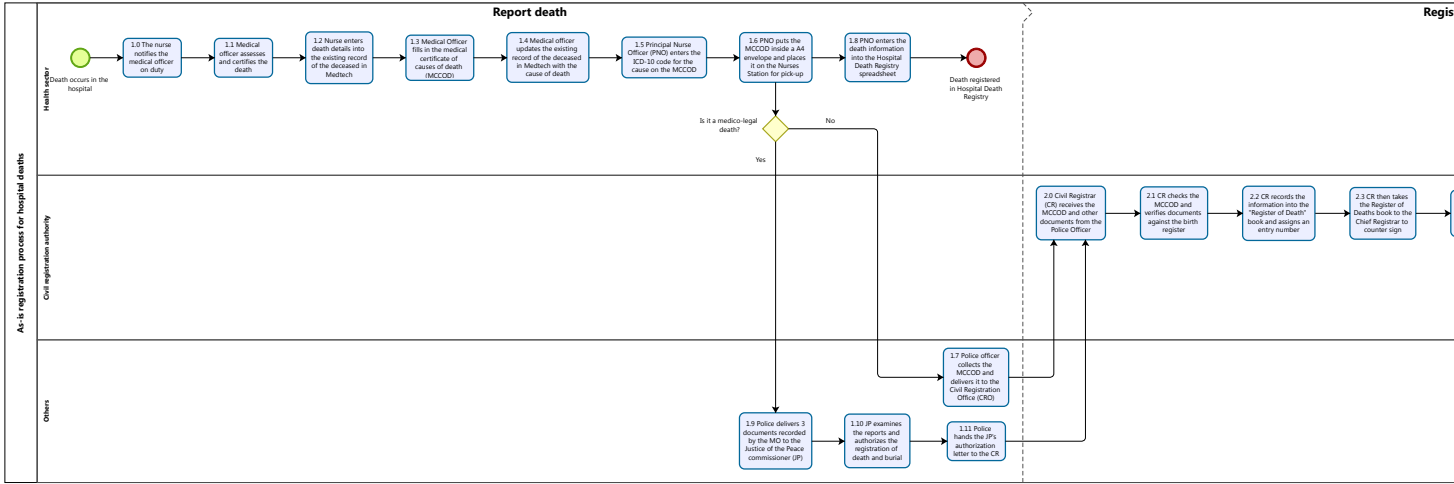 Report death
Regis
As-is registration process for hospital deaths
Health sector
Death occurs in the
hospital
1.0 The nurse
notifies the
medical officer
on duty
1.1 Medical
officer assesses
and certifies the
death
1.2 Nurse enters
death details into
the existing record
of the deceased in
Medtech
1.3 Medical Officer
fills in the medical
certificate of
causes of death
(MCCOD)
1.4 Medical officer
updates the existing
record of the deceased
in Medtech with the
cause of death
1.5 Principal Nurse
Officer (PNO) enters the
ICD-10 code for the
cause on the MCCOD
1.6 PNO puts the
MCCOD inside a A4
envelope and places
it on the Nurses
Station for pick-up
1.8 PNO enters the
death information
into the Hospital
Death Registry
spreadsheet
Death registered
in Hospital Death
Registry
Is it a medico-legal
death?
No
Yes
Civil registration authority
2.0 Civil Registrar
(CR) receives the
MCCOD and other
documents from the
Police Officer
2.1 CR checks the
MCCOD and
verifies documents
against the birth
register
2.2 CR records the
information into the
"Register of Death"
book and assigns an
entry number
2.3 CR then takes
the Register of
Deaths book to the
Chief Registrar to
counter sign
Others
1.7 Police officer
collects the
MCCOD and
delivers it to the
Civil Registration
Office (CRO)
1.9 Police delivers 3
documents recorded
by the MO to the
Justice of the Peace
commissioner (JP)
1.10 JP examines
the reports and
authorizes the
registration of
death and burial
1.11 Police
hands the JP's
authorization
letter to the CR